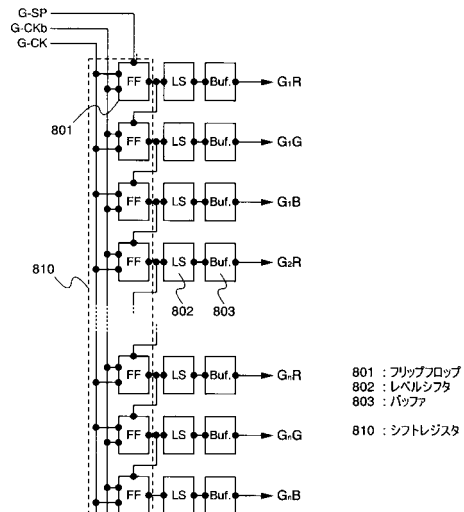 G-SP
G-CKb
G-CK
FF LS Buf. G1R
801
FF LS Buf. G1G
FF LS Buf. G1B
FF LS Buf. G2R
810
802 803
FF LS Buf. GnR
801 : フリップフロップ
802 : レベルシフタ
803 : バッファ
FF LS Buf. GnG
810 : シフトレジスタ
FF LS Buf. GnB